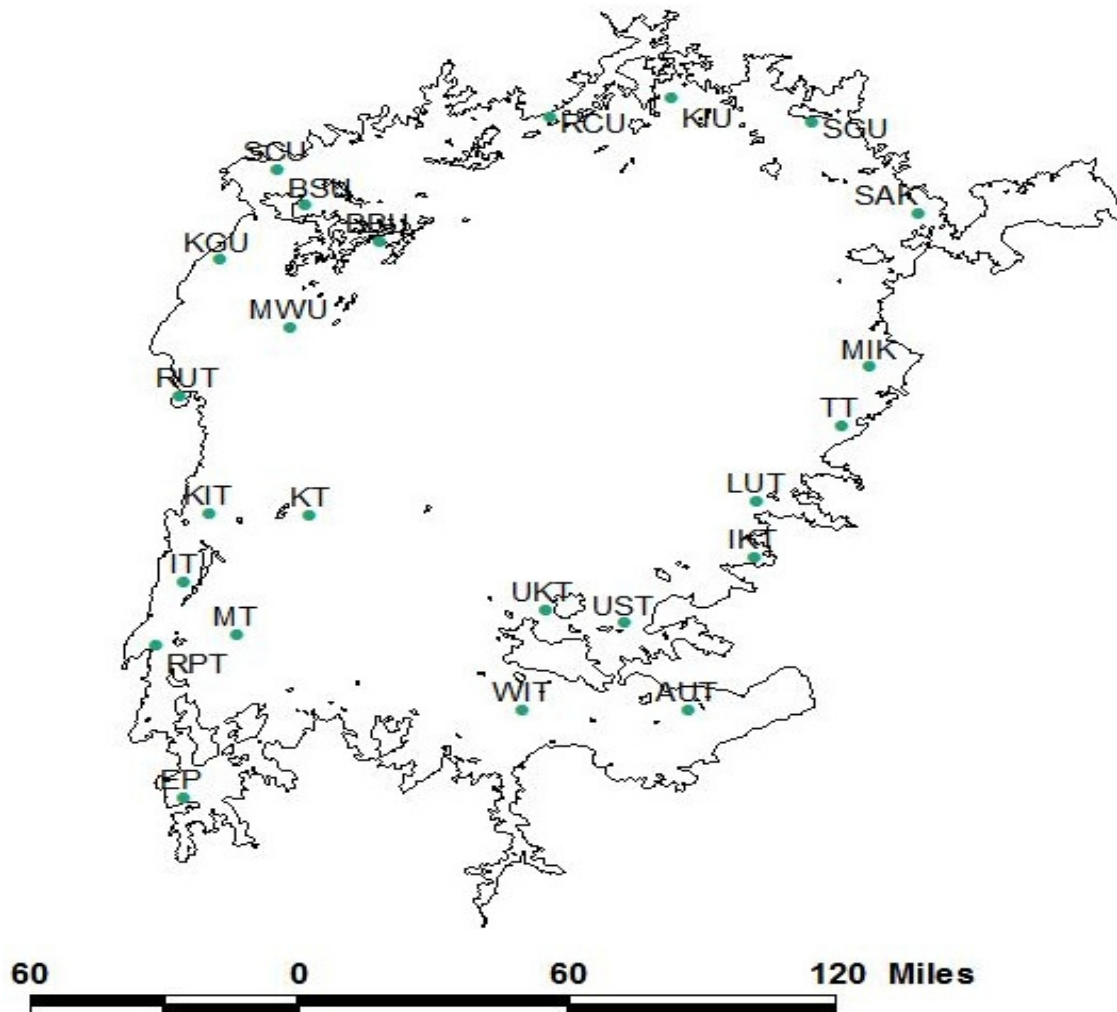 RCU
KIU
SGU
SCU
BSU
SAK
BBU
KGU
MWU
MIK
RUT
TT
LUT
KIT
KT
IKT
IT
UKT
UST
MT
RPT
WIT
AUT
EP
60 0 60 120 Miles